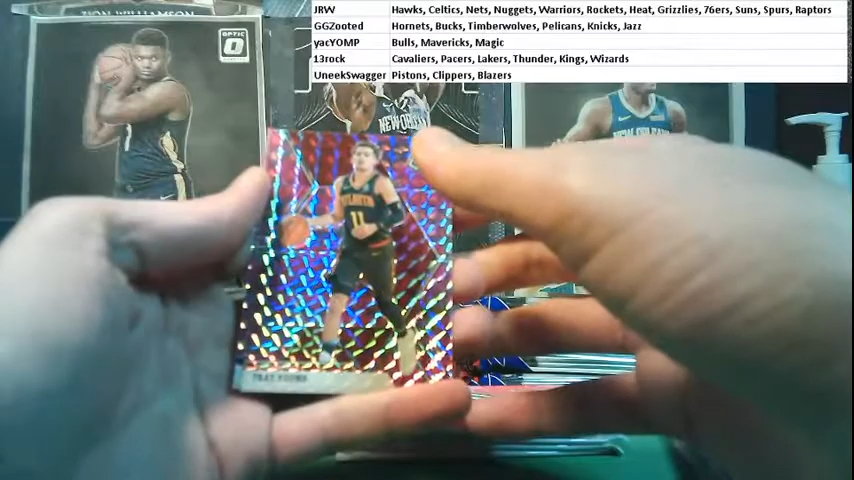 JRW Hawks, Celtics, Nets, Nuggets, Warriors, Rockets, Heat, Grizzlies, 76ers, Suns, Spurs, Raptors
GGZooted Hornets, Bucks, Timberwolves, Pelicans, Knicks, Jazz
yacYOMP Bulls, Mavericks, Magic
13rock Cavaliers, Pacers, Lakers, Thunder, Kings, Wizards
UneekSwagger Pistons, Clippers, Blazers
ZION WILLIAMSON
OPTIC
NEW ORL
NEW ORLEANS
ATLANTA
11
TRAE YOUNG